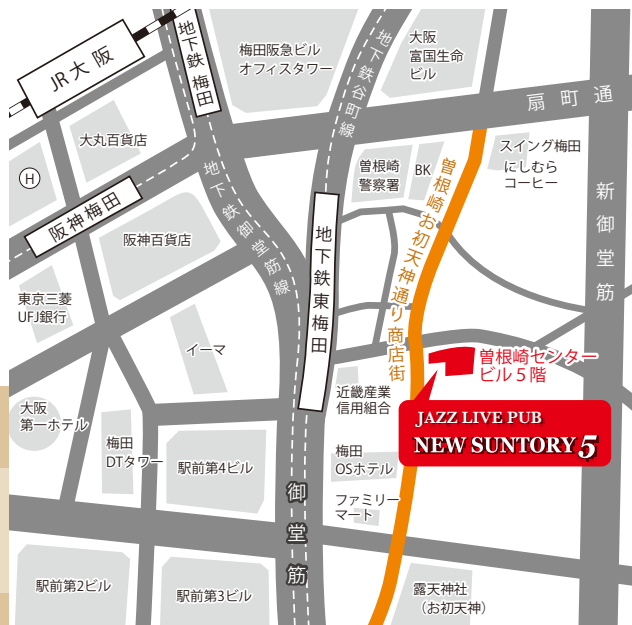 JR大阪
地下鉄梅田
梅田阪急ビル
オフィスタワー
地下鉄谷町線
大阪
富国生命
ビル
扇町通
大丸百貨店
H
曽根崎
警察署
BK
スイング梅田
にしむら
コーヒー
阪神梅田
阪神百貨店
地下鉄御堂筋線
地下鉄東梅田
曽根崎お初天神通り商店街
新御堂筋
東京三菱
UFJ銀行
イーマ
曽根崎センター
ビル5階
近畿産業
信用組合
JAZZ LIVE PUB
NEW SUNTORY 5
大阪
第一ホテル
梅田
DTタワー
駅前第4ビル
梅田
OSホテル
御堂筋
ファミリー
マート
駅前第2ビル
駅前第3ビル
露天神社
（お初天神）